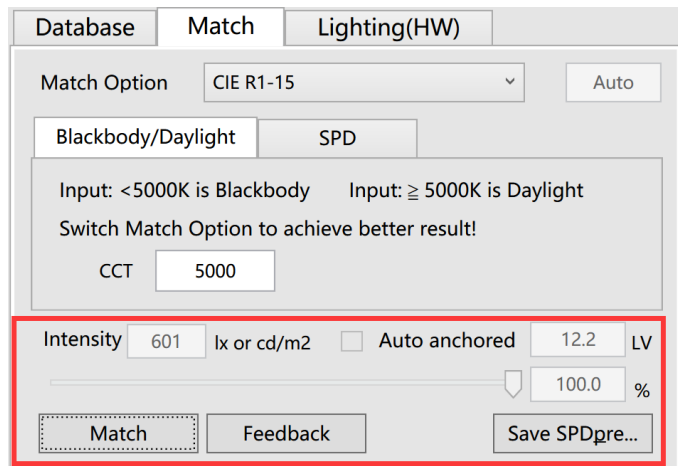 Database Match Lighting(HW)
Match Option CIE R1-15 Auto
Blackbody/Daylight SPD
Input: <5000K is Blackbody Input: ≧ 5000K is Daylight
Switch Match Option to achieve better result!
CCT 5000
Intensity 601 lx or cd/m2 Auto anchored 12.2 LV
100.0 %
Match Feedback Save SPDpre...